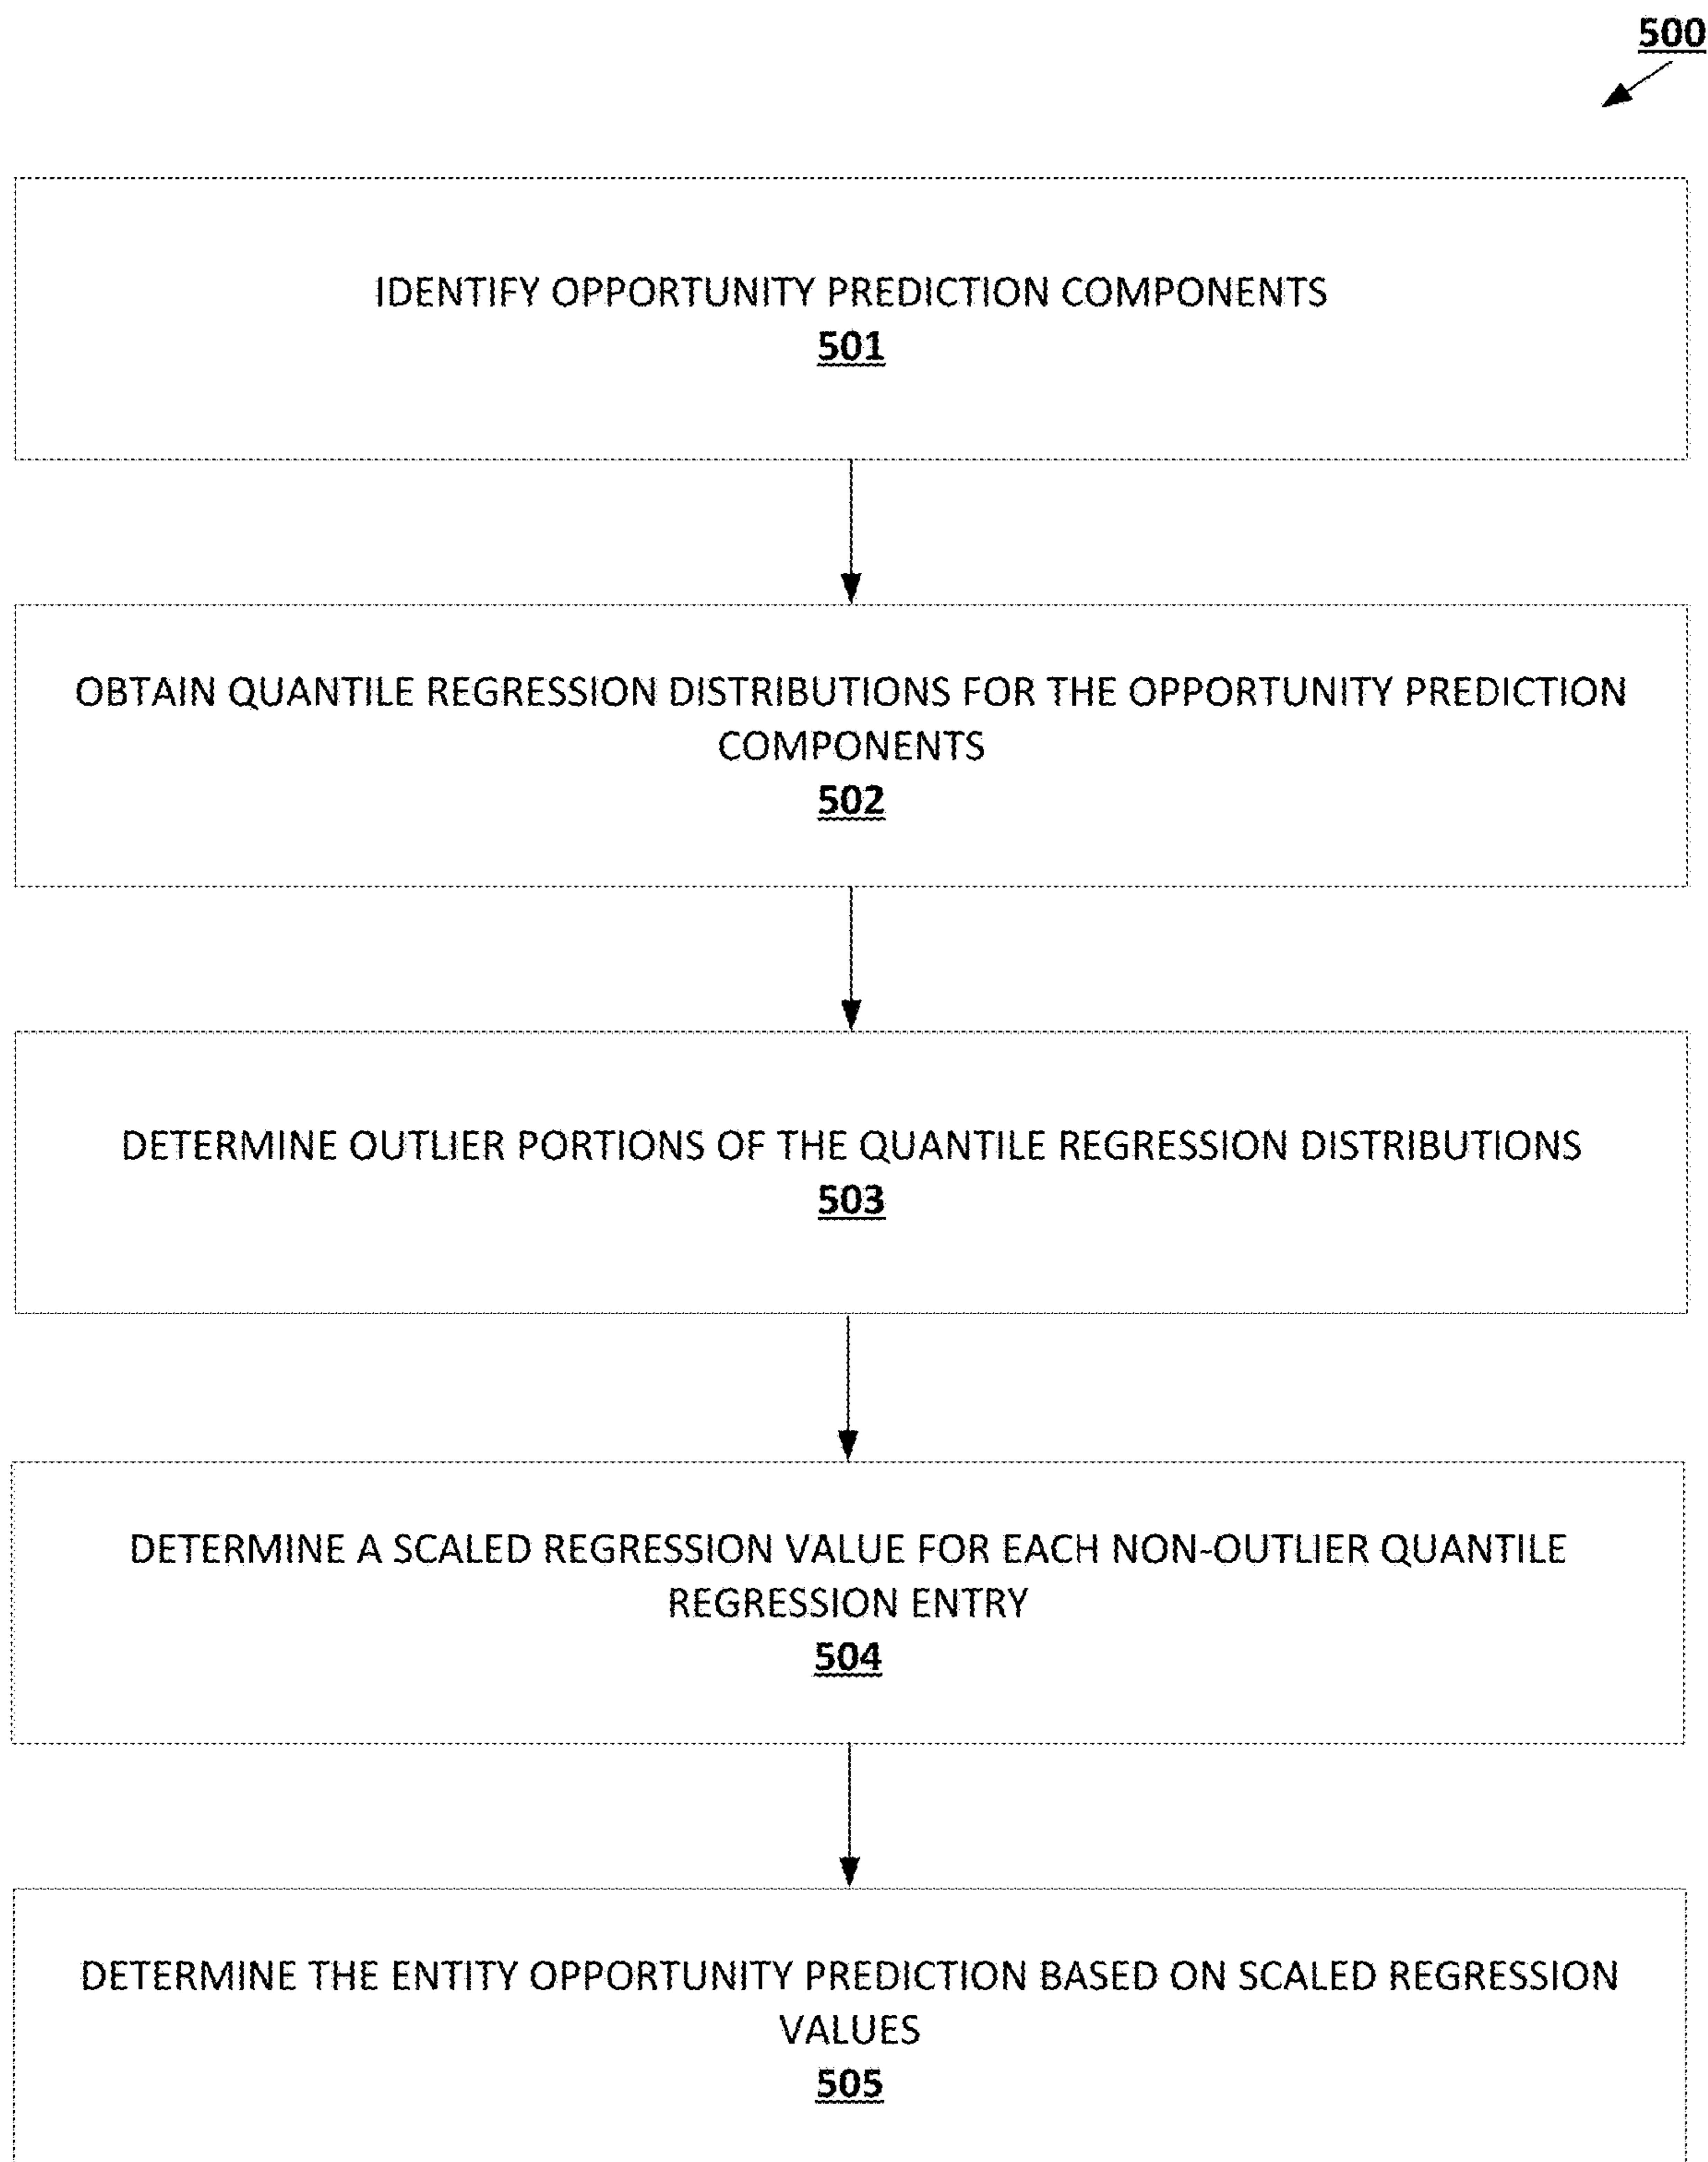 500
IDENTIFY OPPORTUNITY PREDICTION COMPONENTS
501
OBTAIN QUANTILE REGRESSION DISTRIBUTIONS FOR THE OPPORTUNITY PREDICTION
COMPONENTS
502
DETERMINE OUTLIER PORTIONS OF THE QUANTILE REGRESSION DISTRIBUTIONS
503
DETERMINE A SCALED REGRESSION VALUE FOR EACH NON-OUTLIER QUANTILE
REGRESSION ENTRY
504
DETERMINE THE ENTITY OPPORTUNITY PREDICTION BASED ON SCALED REGRESSION
VALUES
505